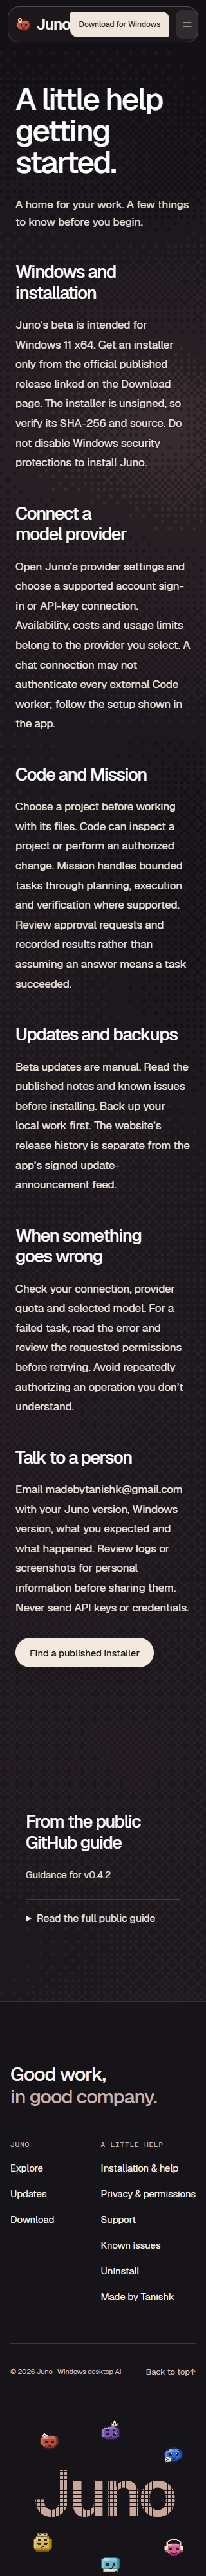 Juno
Download for Windows
A little help
getting
started.
A home for your work. A few things
to know before you begin.
Windows and
installation
Juno's beta is intended for
Windows 11 x64. Get an installer
only from the official published
release linked on the Download
page. The installer is unsigned, so
verify its SHA-256 and source. Do
not disable Windows security
protections to install Juno.
Connect a
model provider
Open Juno's provider settings and
choose a supported account sign-
in or API-key connection.
Availability, costs and usage limits
belong to the provider you select. A
chat connection may not
authenticate every external Code
worker; follow the setup shown in
the app.
Code and Mission
Choose a project before working
with its files. Code can inspect a
project or perform an authorized
change. Mission handles bounded
tasks through planning, execution
and verification where supported.
Review approval requests and
recorded results rather than
assuming an answer means a task
succeeded.
Updates and backups
Beta updates are manual. Read the
published notes and known issues
before installing. Back up your
local work first. The website's
release history is separate from the
app's signed update-
announcement feed.
When something
goes wrong
Check your connection, provider
quota and selected model. For a
failed task, read the error and
review the requested permissions
before retrying. Avoid repeatedly
authorizing an operation you don't
understand.
Talk to a person
Email madebytanishk@gmail.com
with your Juno version, Windows
version, what you expected and
what happened. Review logs or
screenshots for personal
information before sharing them.
Never send API keys or credentials.
Find a published installer
From the public
GitHub guide
Guidance for v0.4.2
▶ Read the full public guide
Good work,
in good company.
JUNO
Explore
Updates
Download
A LITTLE HELP
Installation & help
Privacy & permissions
Support
Known issues
Uninstall
Made by Tanishk
© 2026 Juno · Windows desktop AI
Back to top↑
Juno